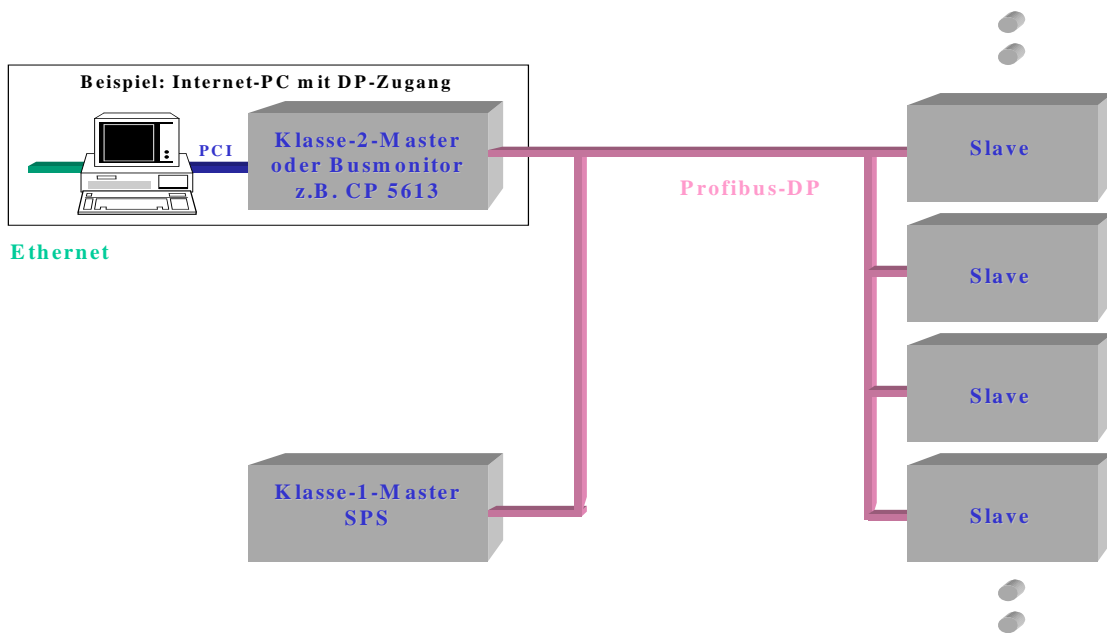 Beispiel: Internet-PC mit DP-Zugang
PCI
Klasse-2-Master
oder Busmonitor
z.B. CP 5613
Slave
Profibus-DP
Ethernet
Slave
Slave
Klasse-1-Master
SPS
Slave